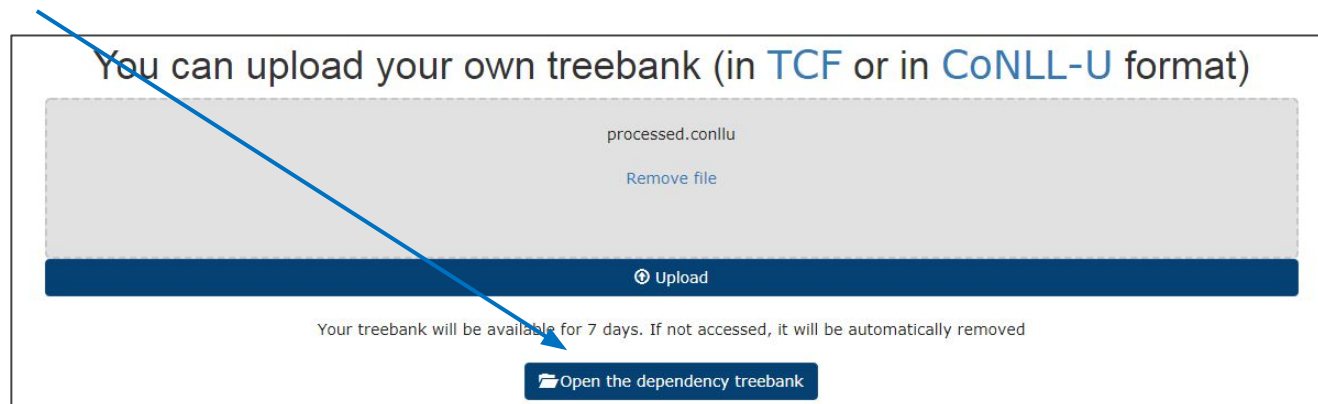 You can upload your own treebank (in TCF or in CoNLL-U format)
processed.conllu
Remove file
Upload
Your treebank will be available for 7 days. If not accessed, it will be automatically removed
Open the dependency treebank